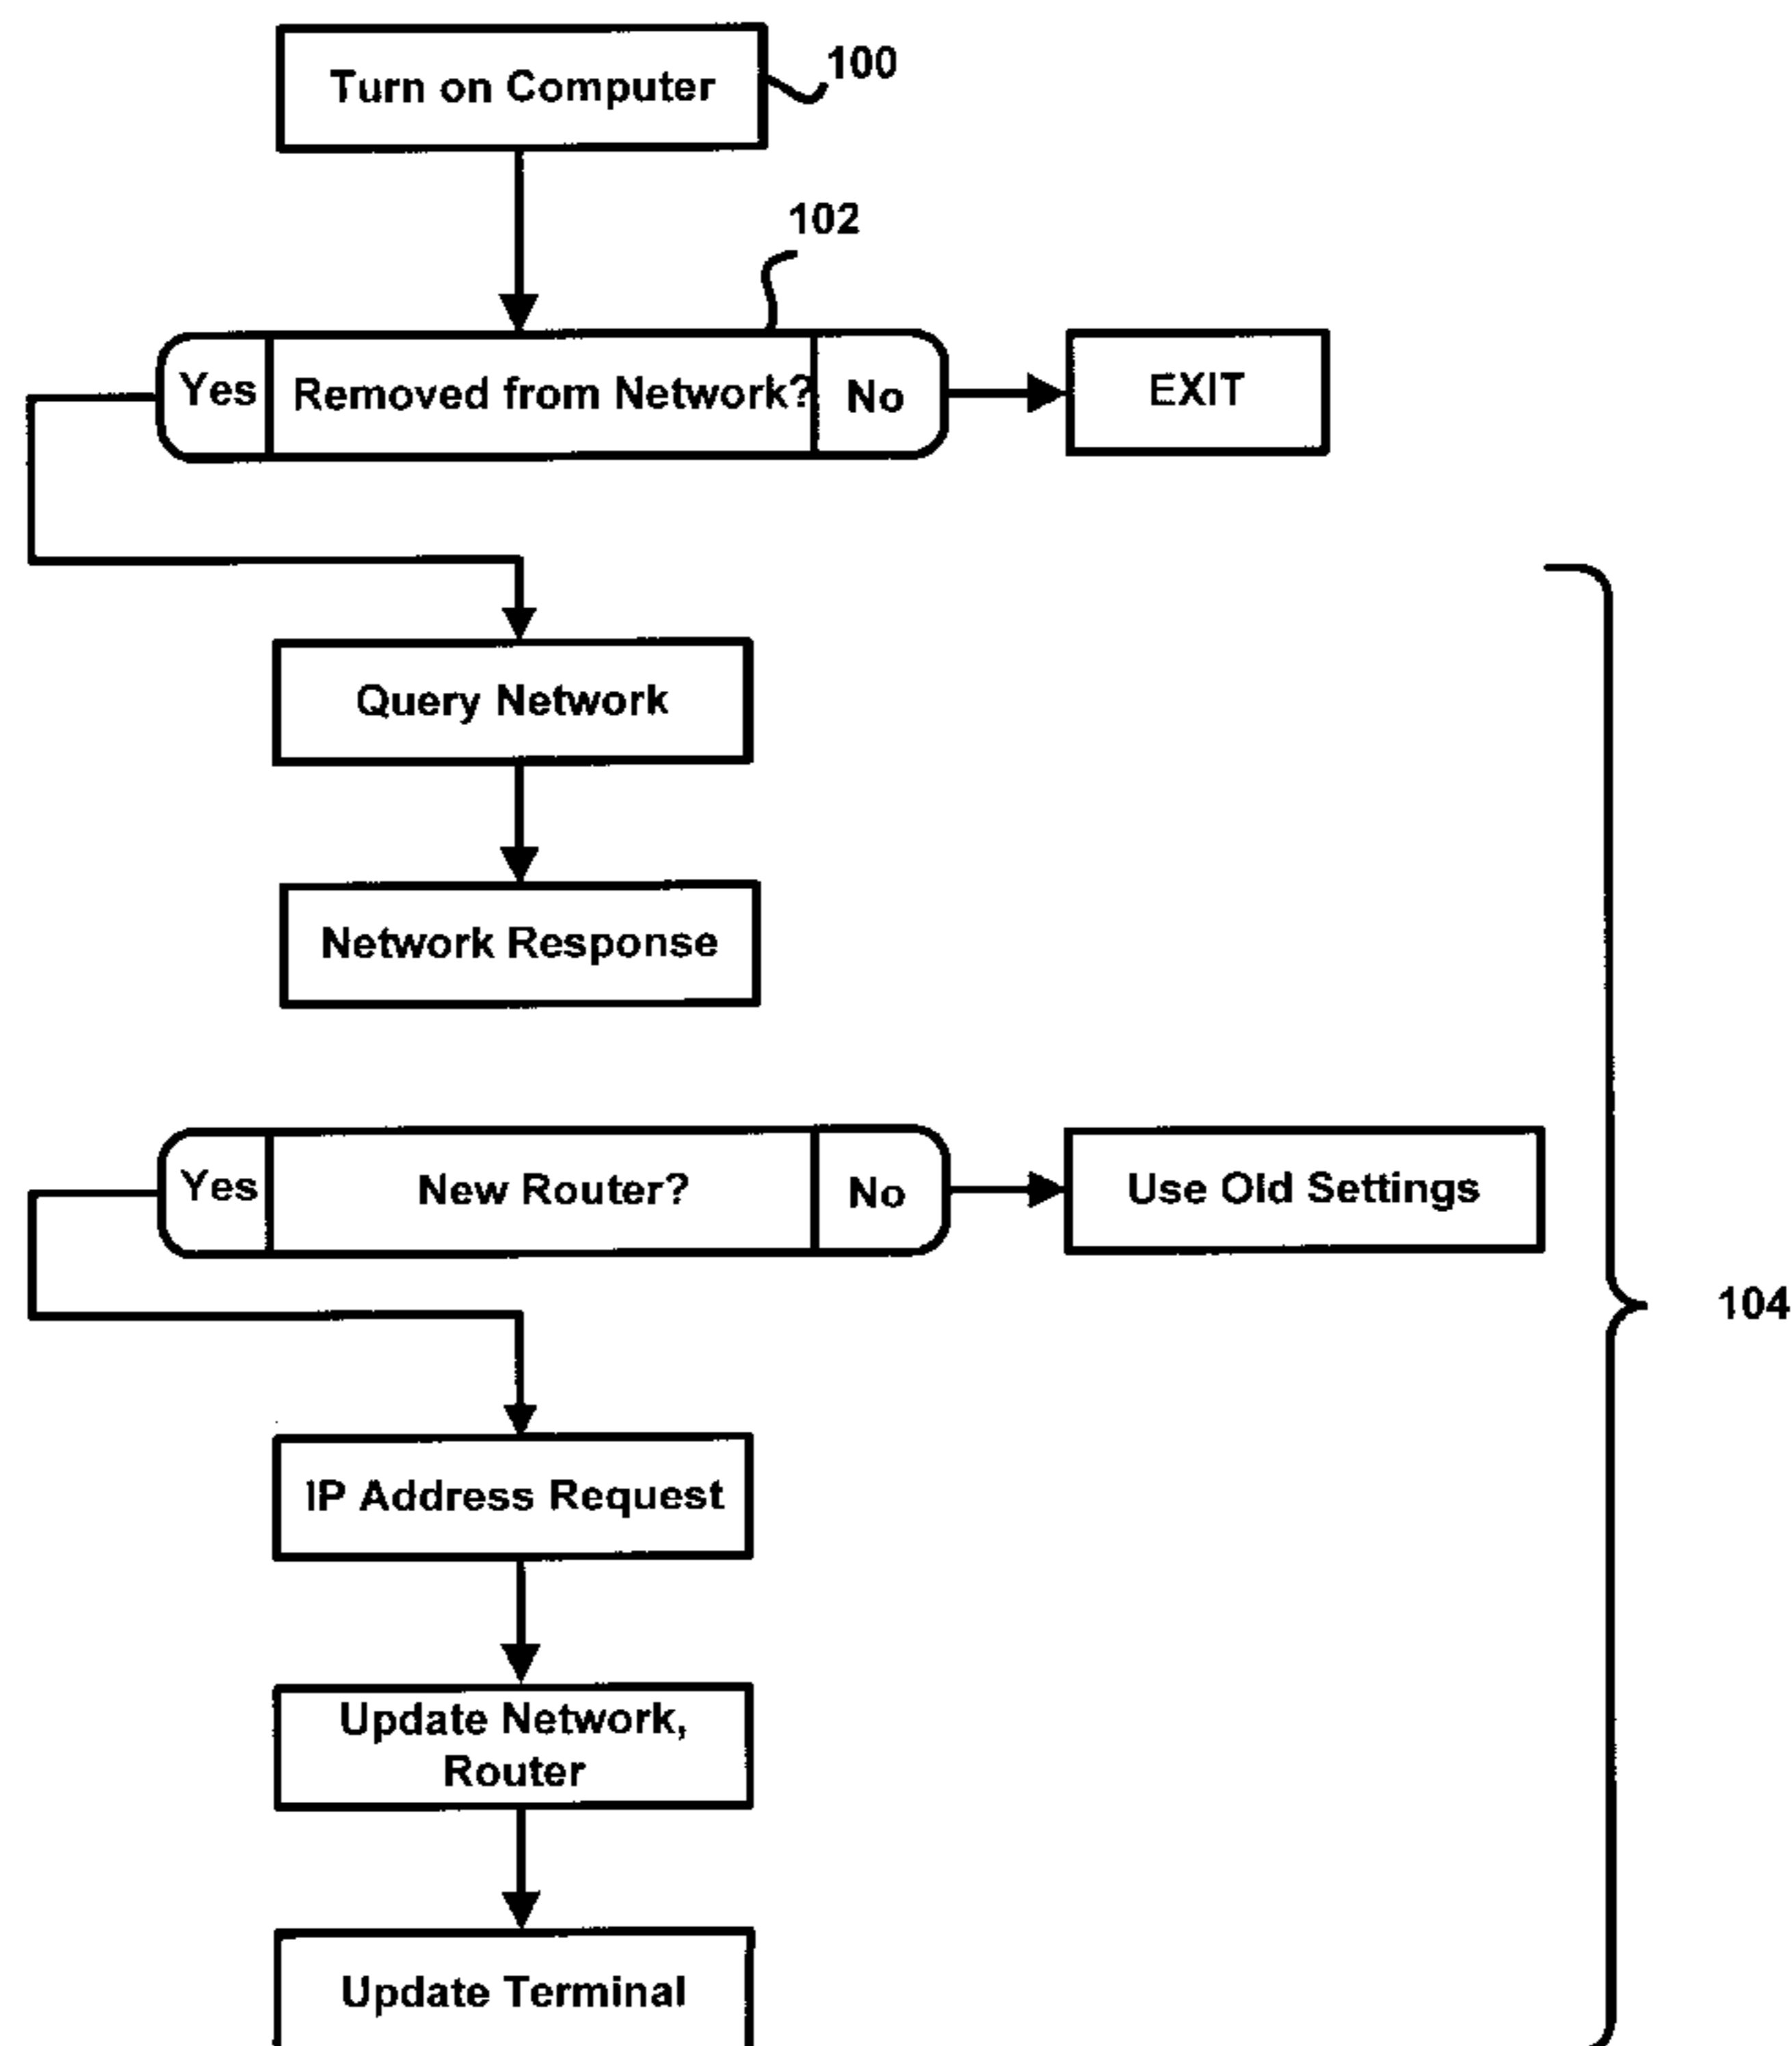 Turn on Computer
100
102
Yes
Removed from Network?
No
EXIT
Query Network
Network Response
Yes
New Router?
No
Use Old Settings
104
IP Address Request
Update Network,
Router
Update Terminal